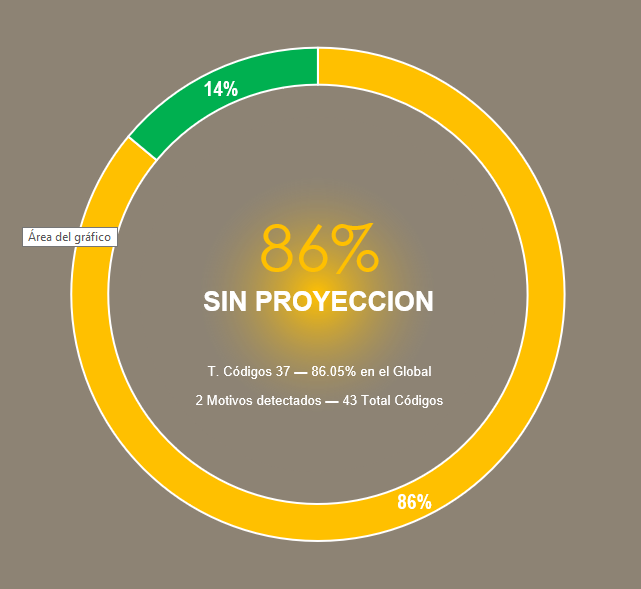 14%
Área del gráfico
86%
SIN PROYECCION
T. Códigos 37 — 86.05% en el Global
2 Motivos detectados — 43 Total Códigos
86%